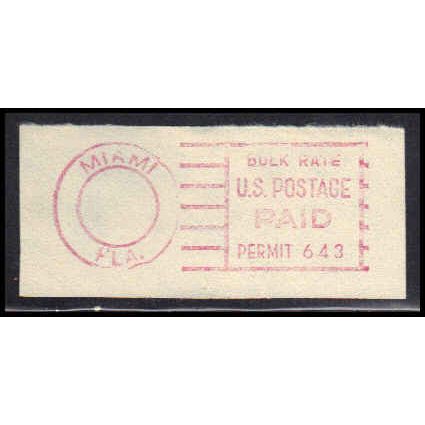 MIAMI
FLA.
BULK RATE
U.S. POSTAGE
PAID
PERMIT 643